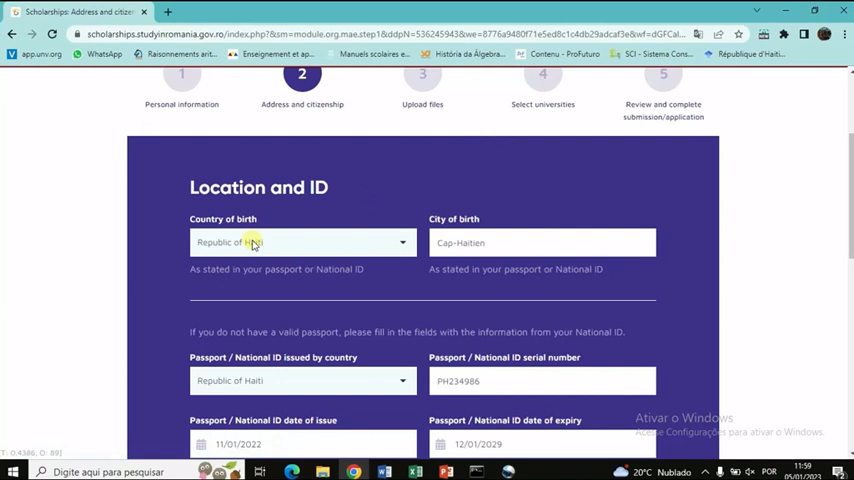 Scholarships: Address and citizen
scholarships.studyinromania.gov.ro/index.php?&sm=module.org.mae.step1&ddpN=5362459438&we=8776a9480f71e5ed8c1c4db29adcaf3e&wf=dGFCal...
app.unv.org WhatsApp Raisonnements arit... Enseignement et ap... Manuels scolaires e... História da Álgebra... Contenu - ProFuturo SCI - Sistema Cons... République d'Haïti...
1 2 3 4 5
Personal information Address and citizenship Upload files Select universities Review and complete
submission/application
Location and ID
Country of birth City of birth
Republic of Haiti Cap-Haitien
As stated in your passport or National ID As stated in your passport or National ID
If you do not have a valid passport, please fill in the fields with the information from your National ID.
Passport / National ID issued by country Passport / National ID serial number
Republic of Haiti PH234986
Passport / National ID date of issue Passport / National ID date of expiry
11/01/2022 12/01/2029
Ativar o Windows
Acesse Configurações para ativar o Windows.
T: 0.4386, O: 89]
Digite aqui para pesquisar 20°C Nublado POR 11:59
05/01/2023